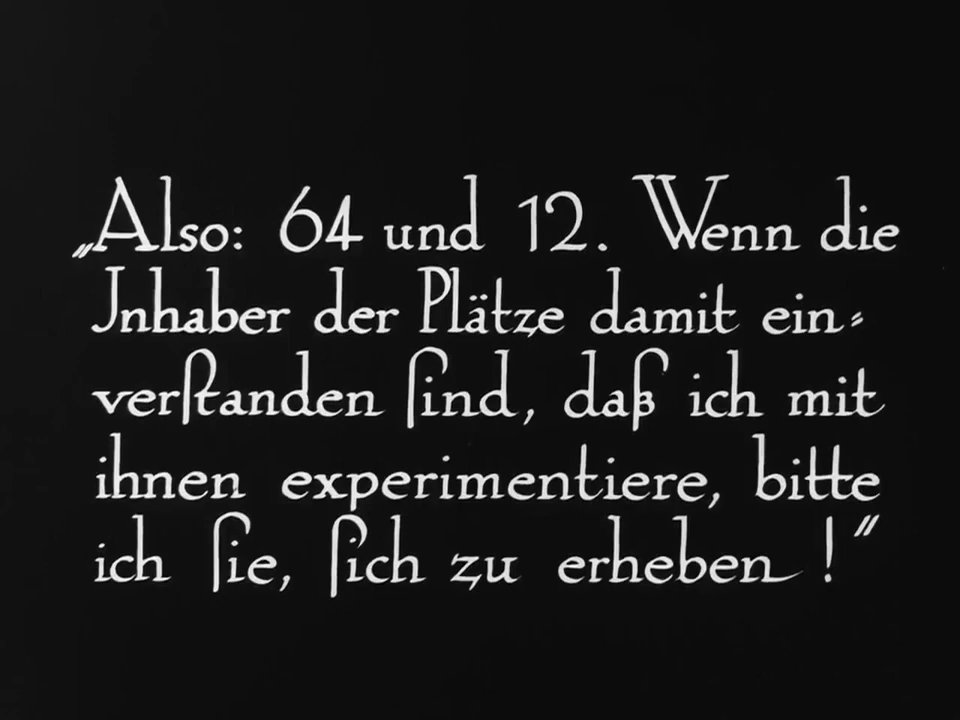 „Also: 64 und 12. Wenn die
Jnhaber der Plätze damit ein⸗
verſtanden ſind, daß ich mit
ihnen experimentiere, bitte
ich ſie, ſich zu erheben!“